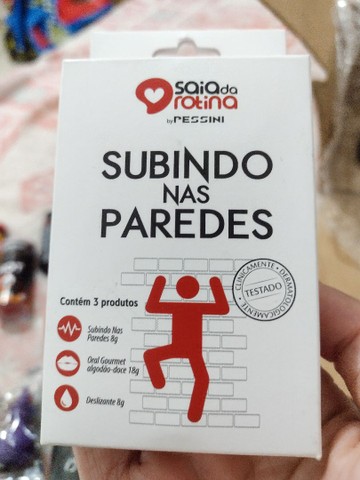 saia da
rotina
by PESSINI
SUBINDO
NAS
PAREDES
CLINICAMENTE • DERMATOLOGICAMENTE •
TESTADO
Contém 3 produtos
Subindo Nas
Paredes 8g
Oral Gourmet
algodão-doce 18g
Deslizante 8g